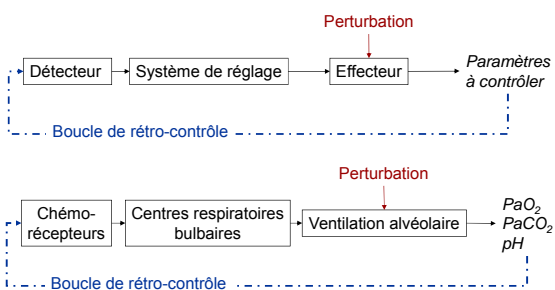 Perturbation
Détecteur
Système de réglage
Effecteur
Paramètres
à contrôler
Boucle de rétro-contrôle
Perturbation
Chémo-
récepteurs
Centres respiratoires
bulbaires
Ventilation alvéolaire
PaO₂
PaCO₂
pH
Boucle de rétro-contrôle